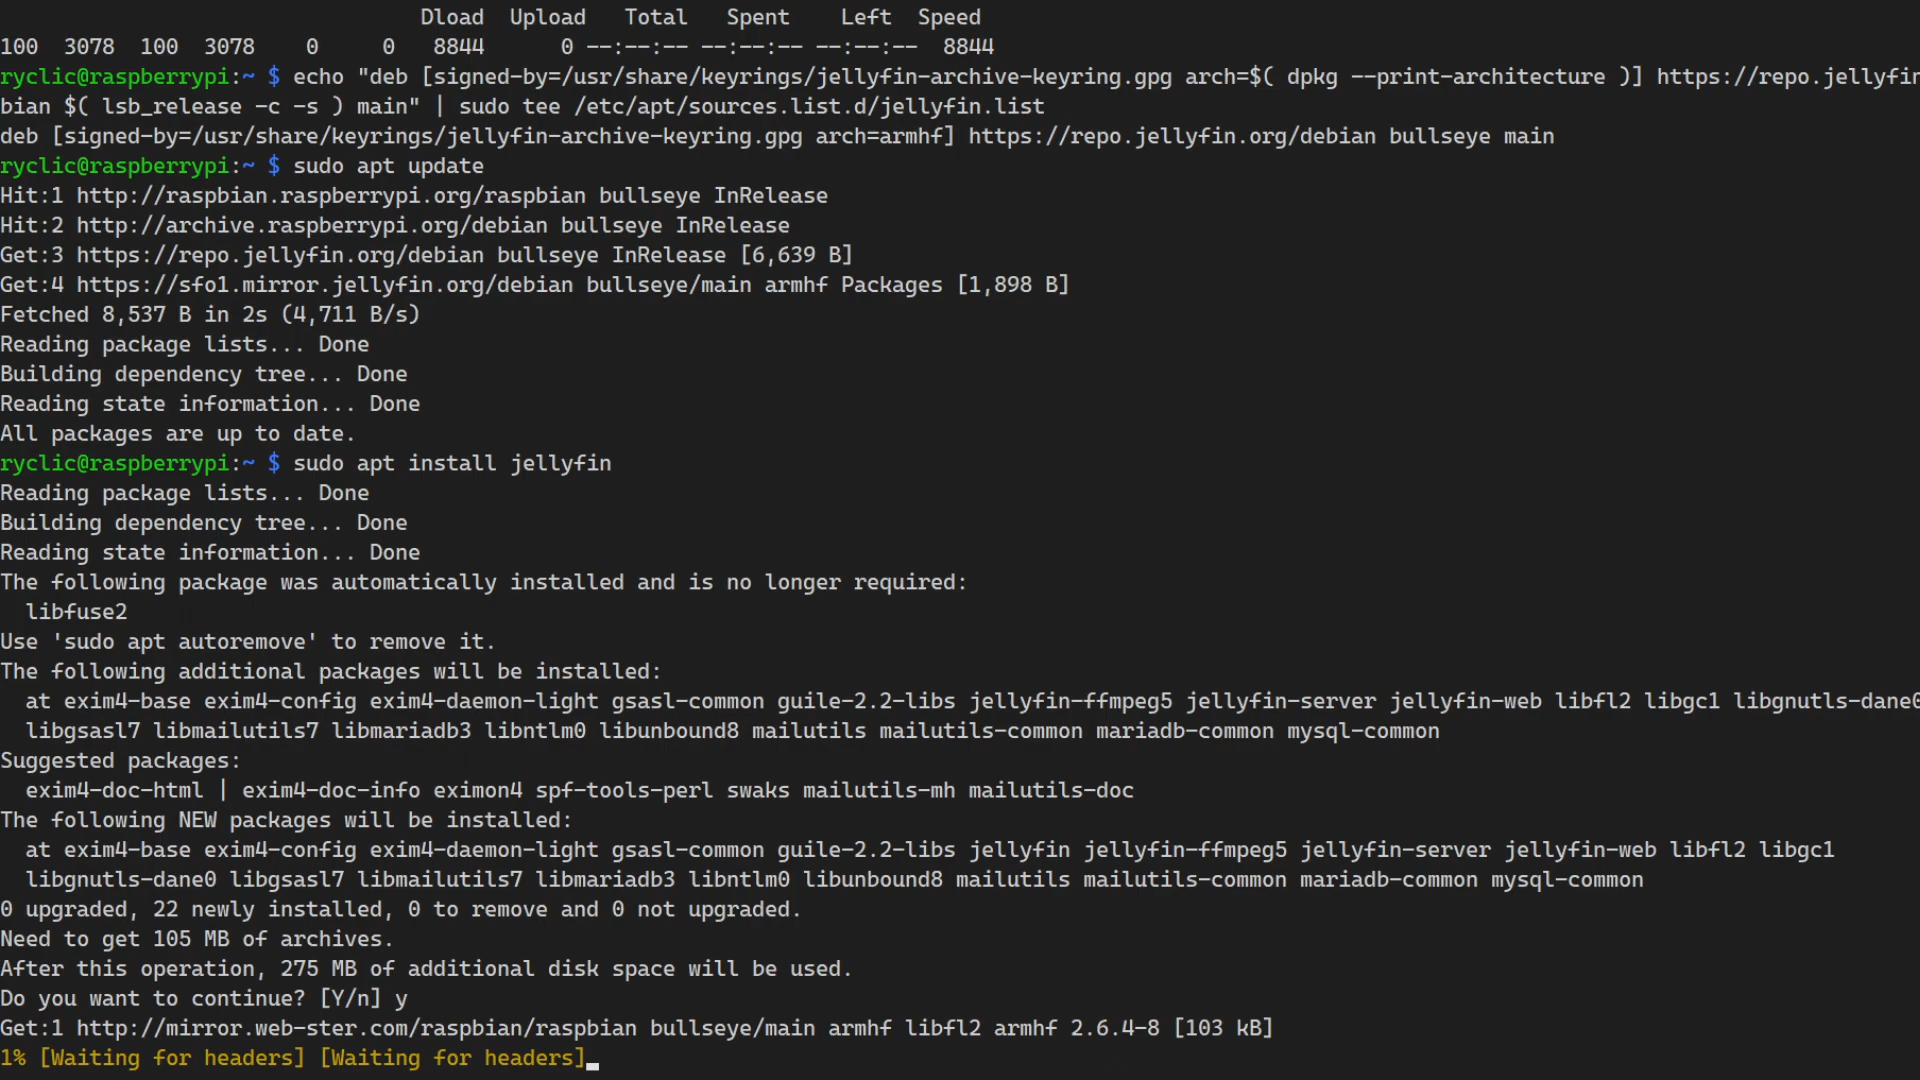 Dload Upload Total Spent Left Speed
100 3078 100 3078 0 0 8844 0 --:--:-- --:--:-- --:--:-- 8844
ryclic@raspberrypi:~ $ echo "deb [signed-by=/usr/share/keyrings/jellyfin-archive-keyring.gpg arch=$( dpkg --print-architecture )] https://repo.jellyfin
bian $( lsb_release -c -s ) main" | sudo tee /etc/apt/sources.list.d/jellyfin.list
deb [signed-by=/usr/share/keyrings/jellyfin-archive-keyring.gpg arch=armhf] https://repo.jellyfin.org/debian bullseye main
ryclic@raspberrypi:~ $ sudo apt update
Hit:1 http://raspbian.raspberrypi.org/raspbian bullseye InRelease
Hit:2 http://archive.raspberrypi.org/debian bullseye InRelease
Get:3 https://repo.jellyfin.org/debian bullseye InRelease [6,639 B]
Get:4 https://sfo1.mirror.jellyfin.org/debian bullseye/main armhf Packages [1,898 B]
Fetched 8,537 B in 2s (4,711 B/s)
Reading package lists... Done
Building dependency tree... Done
Reading state information... Done
All packages are up to date.
ryclic@raspberrypi:~ $ sudo apt install jellyfin
Reading package lists... Done
Building dependency tree... Done
Reading state information... Done
The following package was automatically installed and is no longer required:
libfuse2
Use 'sudo apt autoremove' to remove it.
The following additional packages will be installed:
at exim4-base exim4-config exim4-daemon-light gsasl-common guile-2.2-libs jellyfin-ffmpeg5 jellyfin-server jellyfin-web libfl2 libgc1 libgnutls-dane0
libgsasl7 libmailutils7 libmariadb3 libntlm0 libunbound8 mailutils mailutils-common mariadb-common mysql-common
Suggested packages:
exim4-doc-html | exim4-doc-info eximon4 spf-tools-perl swaks mailutils-mh mailutils-doc
The following NEW packages will be installed:
at exim4-base exim4-config exim4-daemon-light gsasl-common guile-2.2-libs jellyfin jellyfin-ffmpeg5 jellyfin-server jellyfin-web libfl2 libgc1
libgnutls-dane0 libgsasl7 libmailutils7 libmariadb3 libntlm0 libunbound8 mailutils mailutils-common mariadb-common mysql-common
0 upgraded, 22 newly installed, 0 to remove and 0 not upgraded.
Need to get 105 MB of archives.
After this operation, 275 MB of additional disk space will be used.
Do you want to continue? [Y/n] y
Get:1 http://mirror.web-ster.com/raspbian/raspbian bullseye/main armhf libfl2 armhf 2.6.4-8 [103 kB]
1% [Waiting for headers] [Waiting for headers]